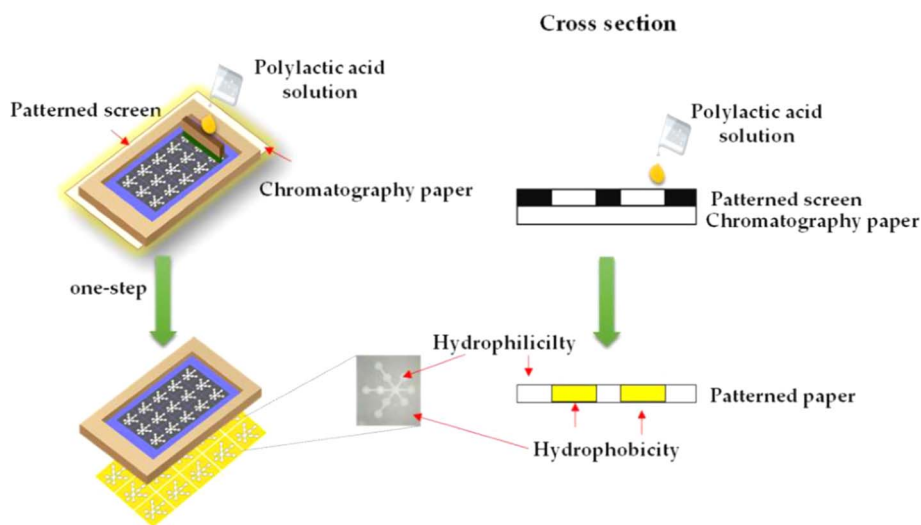 Cross section
Polylactic acid
solution
Patterned screen
Chromatography paper
one-step
Polylactic acid
solution
Patterned screen
Chromatography paper
Hydrophilicilty
Patterned paper
Hydrophobicity